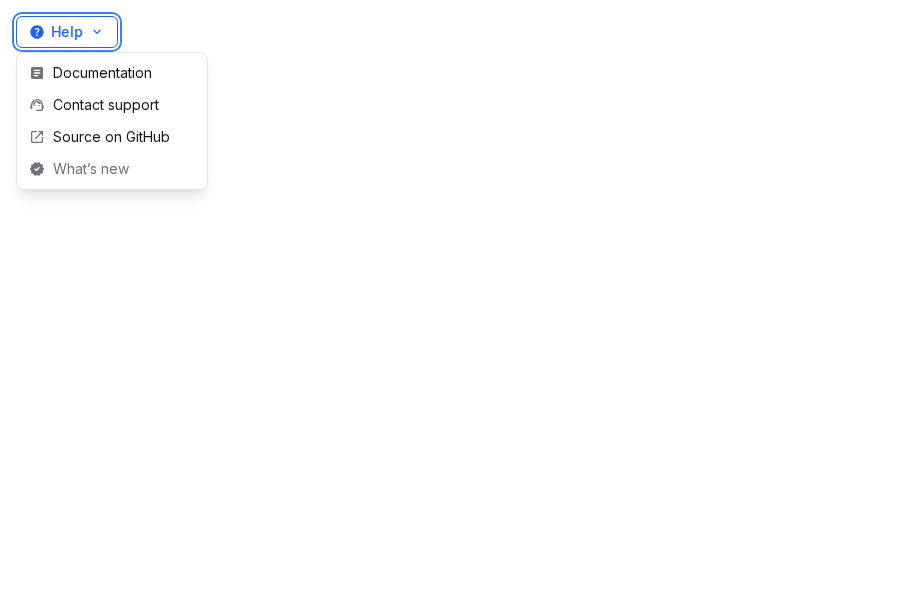 Help
Documentation
Contact support
Source on GitHub
What’s new